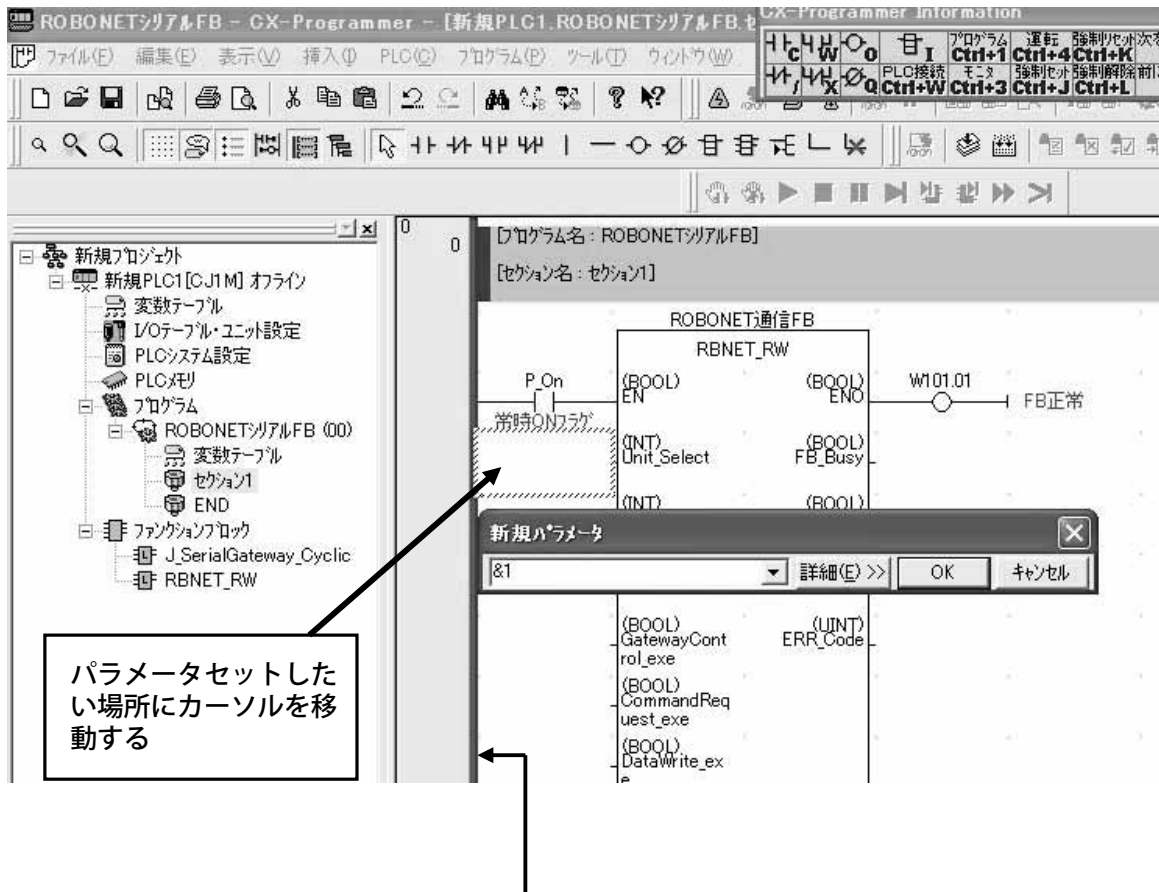 ROBONETシリアルFB - CX-Programmer - [新規PLC1.ROBONETシリアルFB.セ
CX-Programmer Information
ファイル(F) 編集(E) 表示(V) 挿入(I) PLC(C) プログラム(P) ツール(T) ウィンドウ(W)
C W O I プログラム 運転 強制リセット 次を
Ctrl+1 Ctrl+4 Ctrl+K
/ X Q PLC接続 モニタ 強制セット 強制解除 前に
Ctrl+W Ctrl+3 Ctrl+J Ctrl+L
新規プロジェクト
新規PLC1[CJ1M] オフライン
変数テーブル
I/Oテーブル・ユニット設定
PLCシステム設定
PLCメモリ
プログラム
ROBONETシリアルFB (00)
変数テーブル
セクション1
END
ファンクションブロック
J_SerialGateway_Cyclic
RBNET_RW
0
0
[プログラム名 : ROBONETシリアルFB]
[セクション名 : セクション1]
ROBONET通信FB
RBNET_RW
P_On
常時ONフラグ
(BOOL)
EN
(BOOL)
ENO
W101.01
FB正常
(INT)
Unit_Select
(BOOL)
FB_Busy
(INT)
(BOOL)
新規パラメータ
&1
詳細(E) >>
OK
キャンセル
(BOOL)
GatewayCont
rol_exe
(UINT)
ERR_Code
(BOOL)
CommandReq
uest_exe
(BOOL)
DataWrite_ex
e
パラメータセットした
い場所にカーソルを移
動する